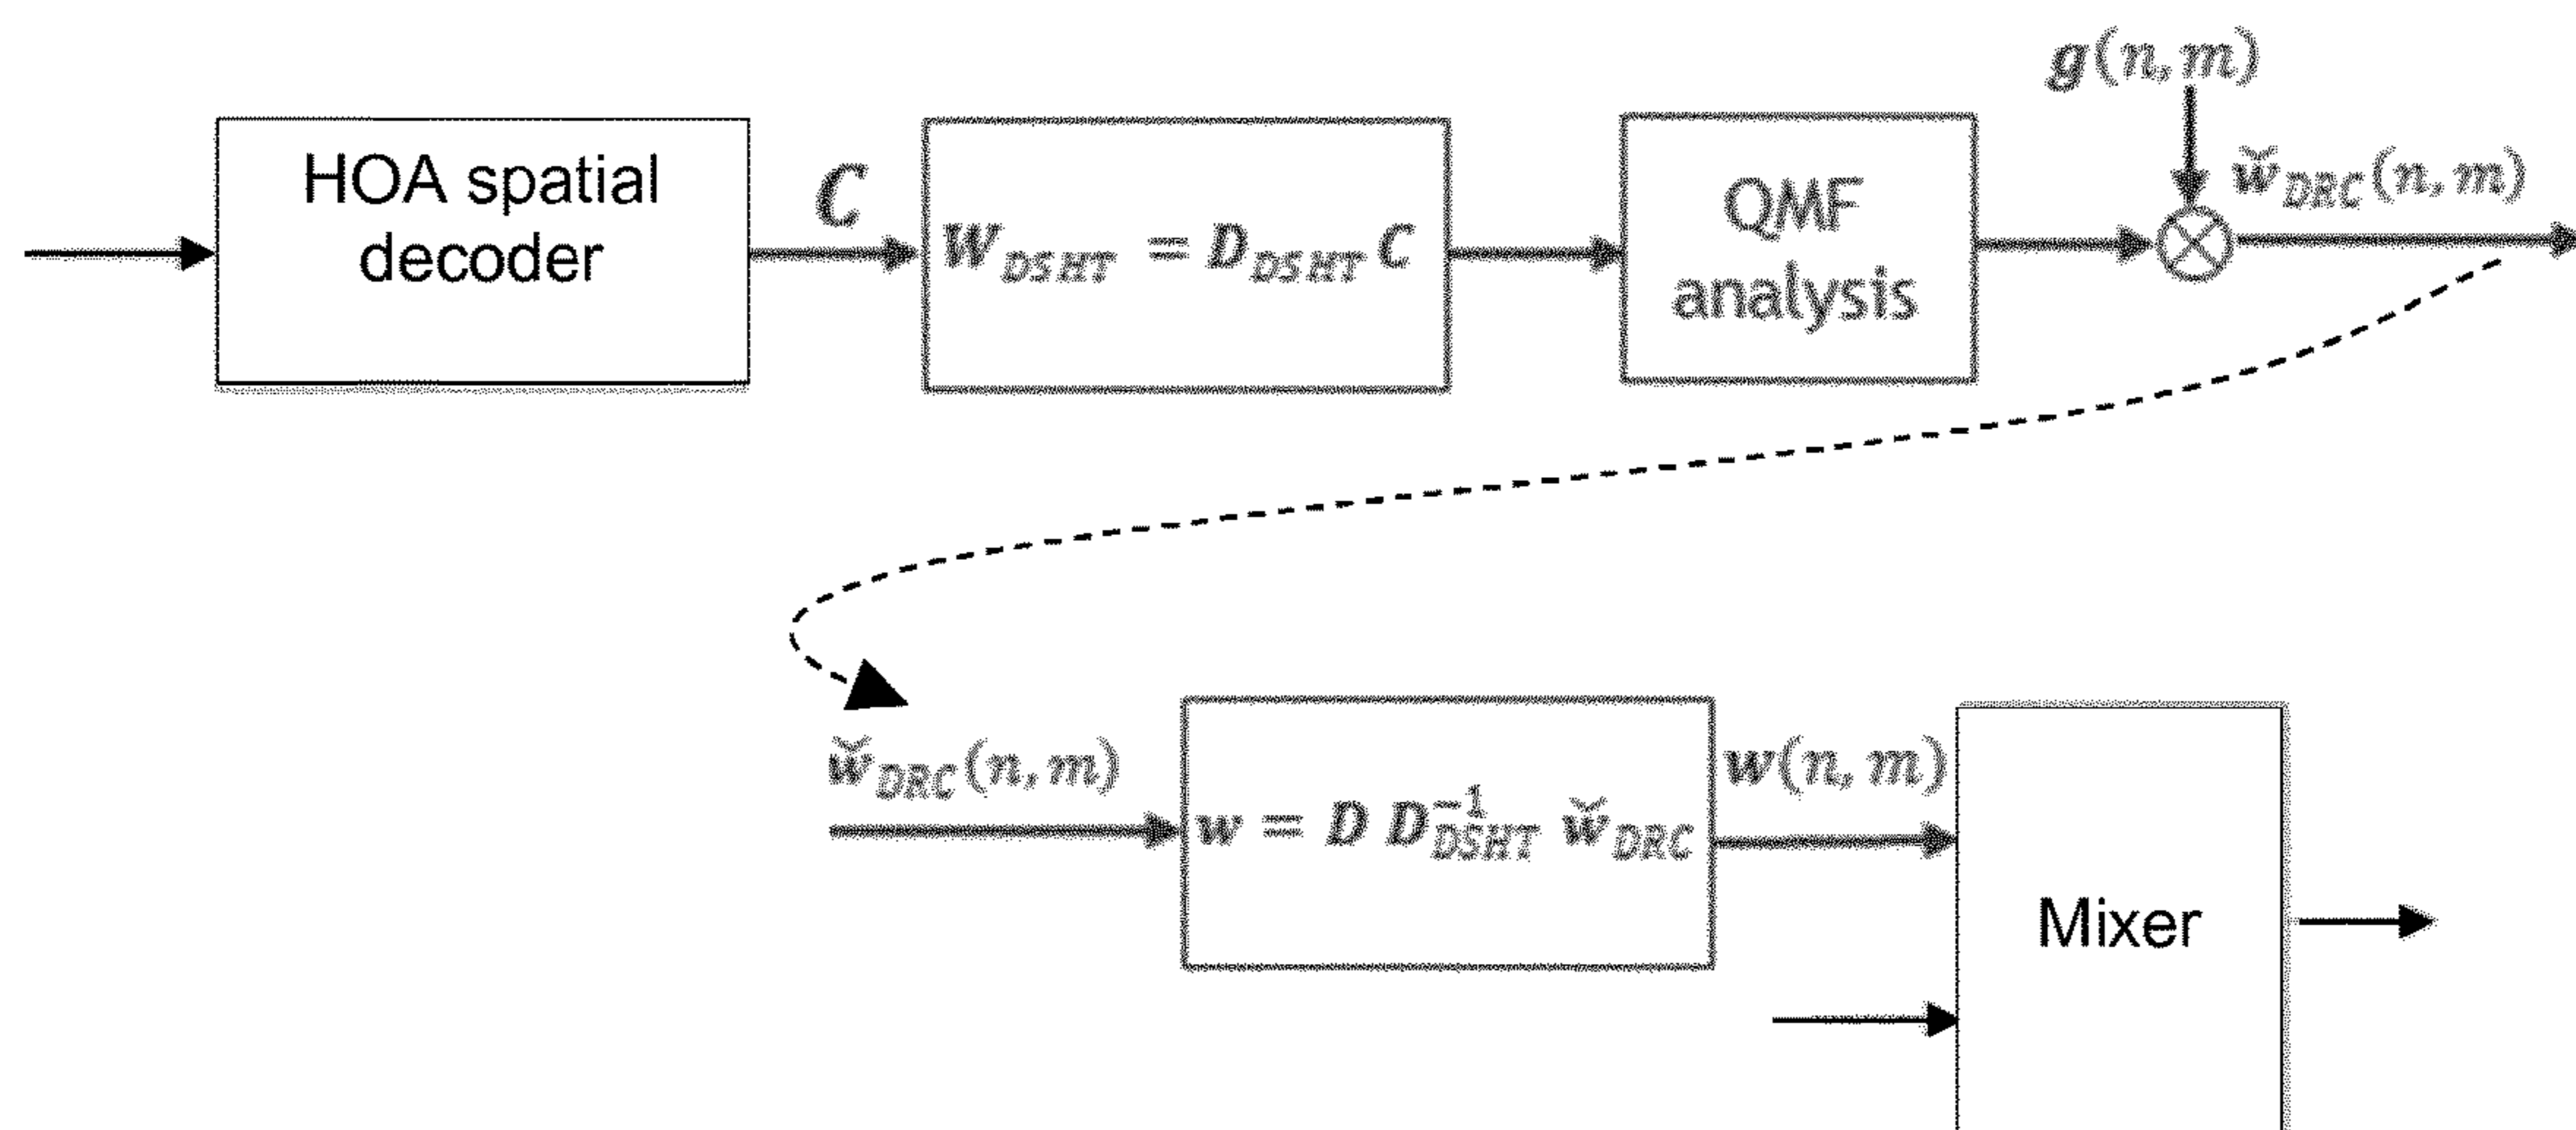 g(n,m)
HOA spatial
decoder
C
W_DSHT = D_DSHT C
QMF
analysis
w̌_DRC(n,m)
w̌_DRC(n,m)
w = D D_DSHT^-1 w̌_DRC
w(n,m)
Mixer